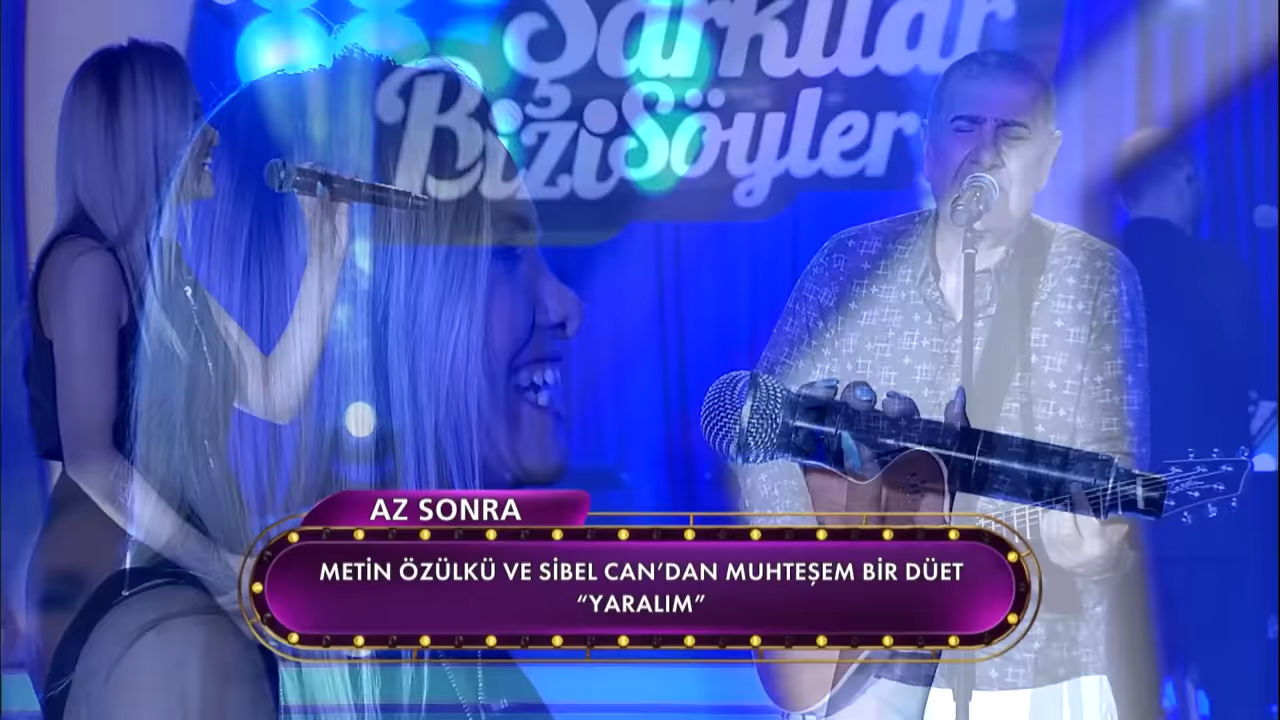 Şarkılar
Bizi Söyler
AZ SONRA
METİN ÖZÜLKÜ VE SİBEL CAN'DAN MUHTEŞEM BİR DÜET
"YARALIM"